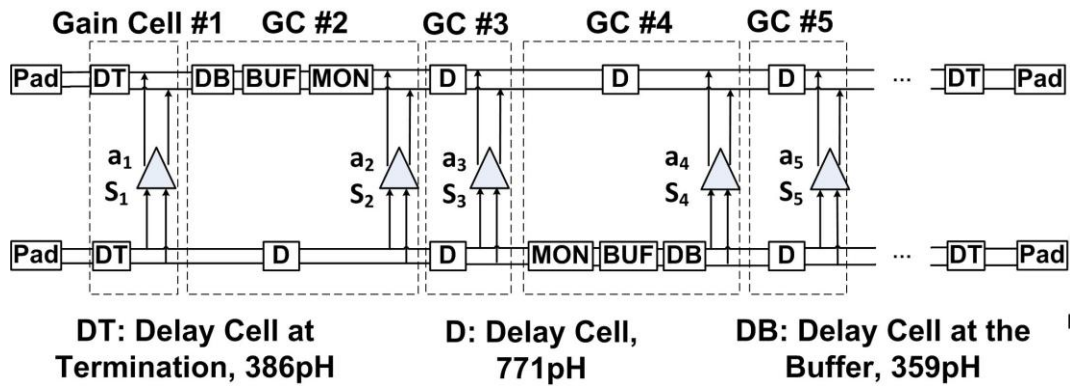 Gain Cell #1 GC #2 GC #3 GC #4 GC #5
Pad DT DB BUF MON D D D ... DT Pad
a1 a2 a3 a4 a5
S1 S2 S3 S4 S5
Pad DT D D MON BUF DB D ... DT Pad
DT: Delay Cell at Termination, 386pH
D: Delay Cell, 771pH
DB: Delay Cell at the Buffer, 359pH